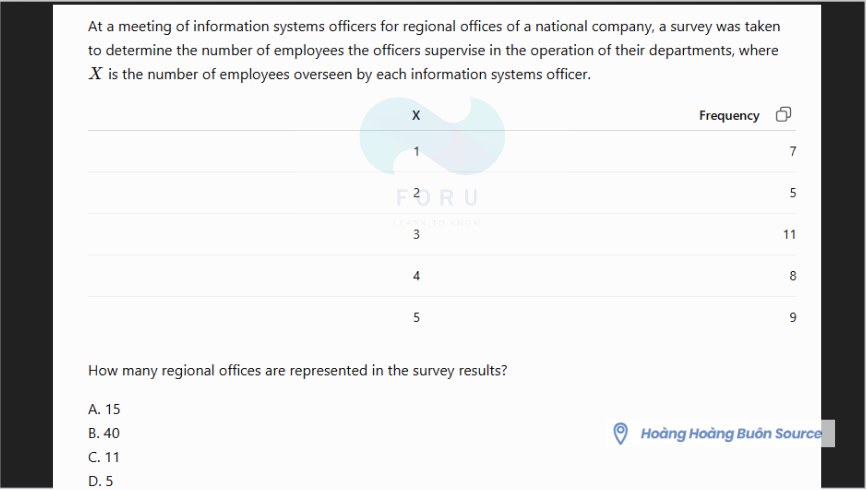 At a meeting of information systems officers for regional offices of a national company, a survey was taken
to determine the number of employees the officers supervise in the operation of their departments, where
X is the number of employees overseen by each information systems officer.
X Frequency
1 7
2 5
3 11
4 8
5 9
FORU
How many regional offices are represented in the survey results?
A. 15
B. 40
C. 11
D. 5
Hoàng Hoàng Buôn Source